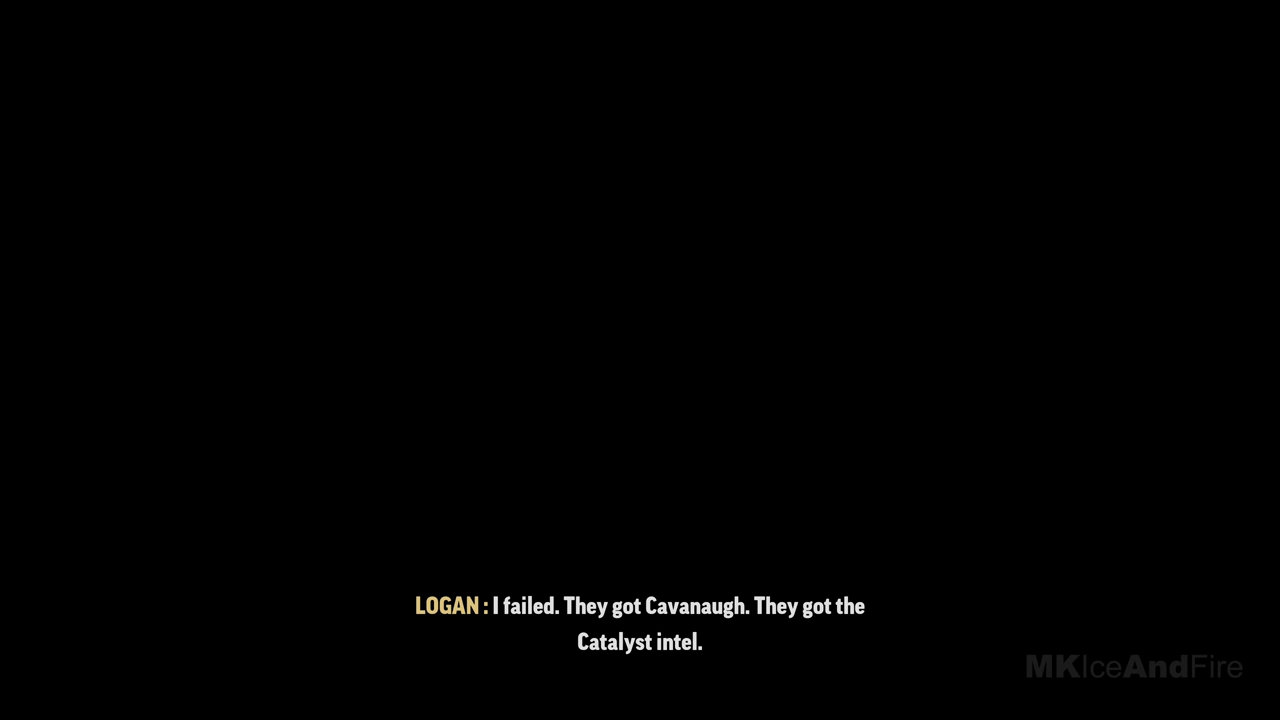 LOGAN : I failed. They got Cavanaugh. They got the
Catalyst intel.
MKIceAndFire